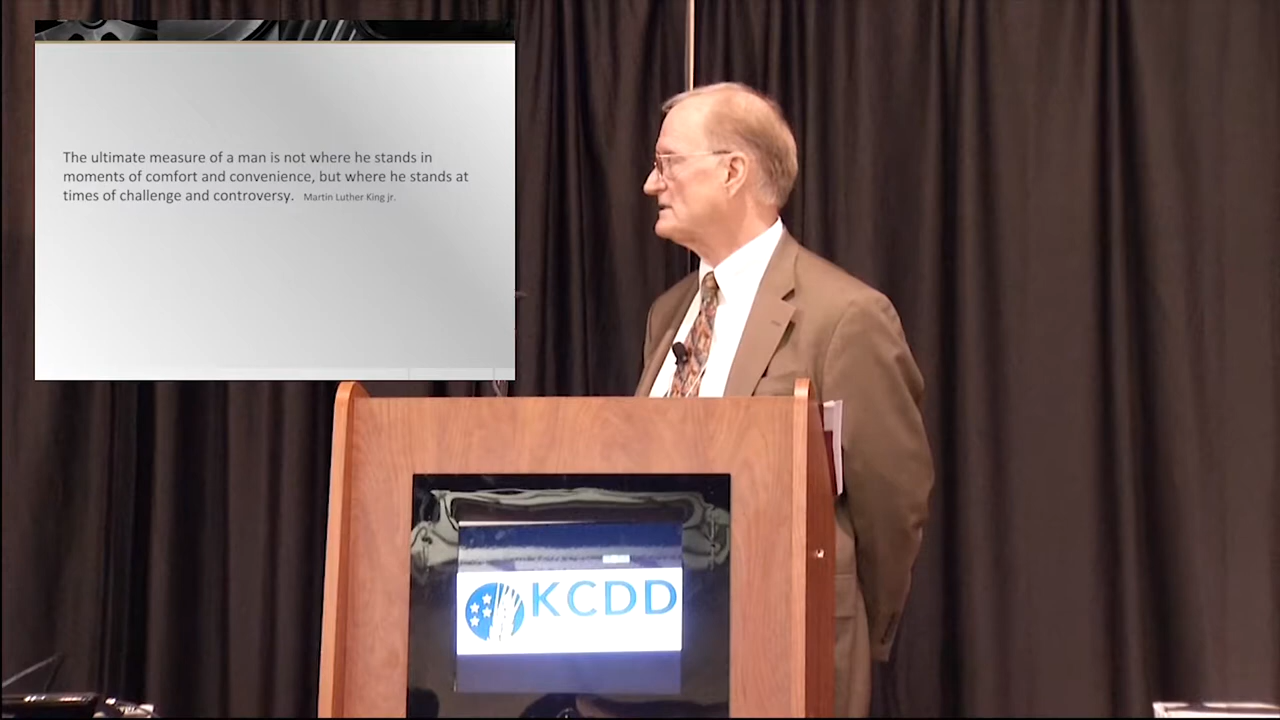 The ultimate measure of a man is not where he stands in
moments of comfort and convenience, but where he stands at
times of challenge and controversy. Martin Luther King jr.
KCDD